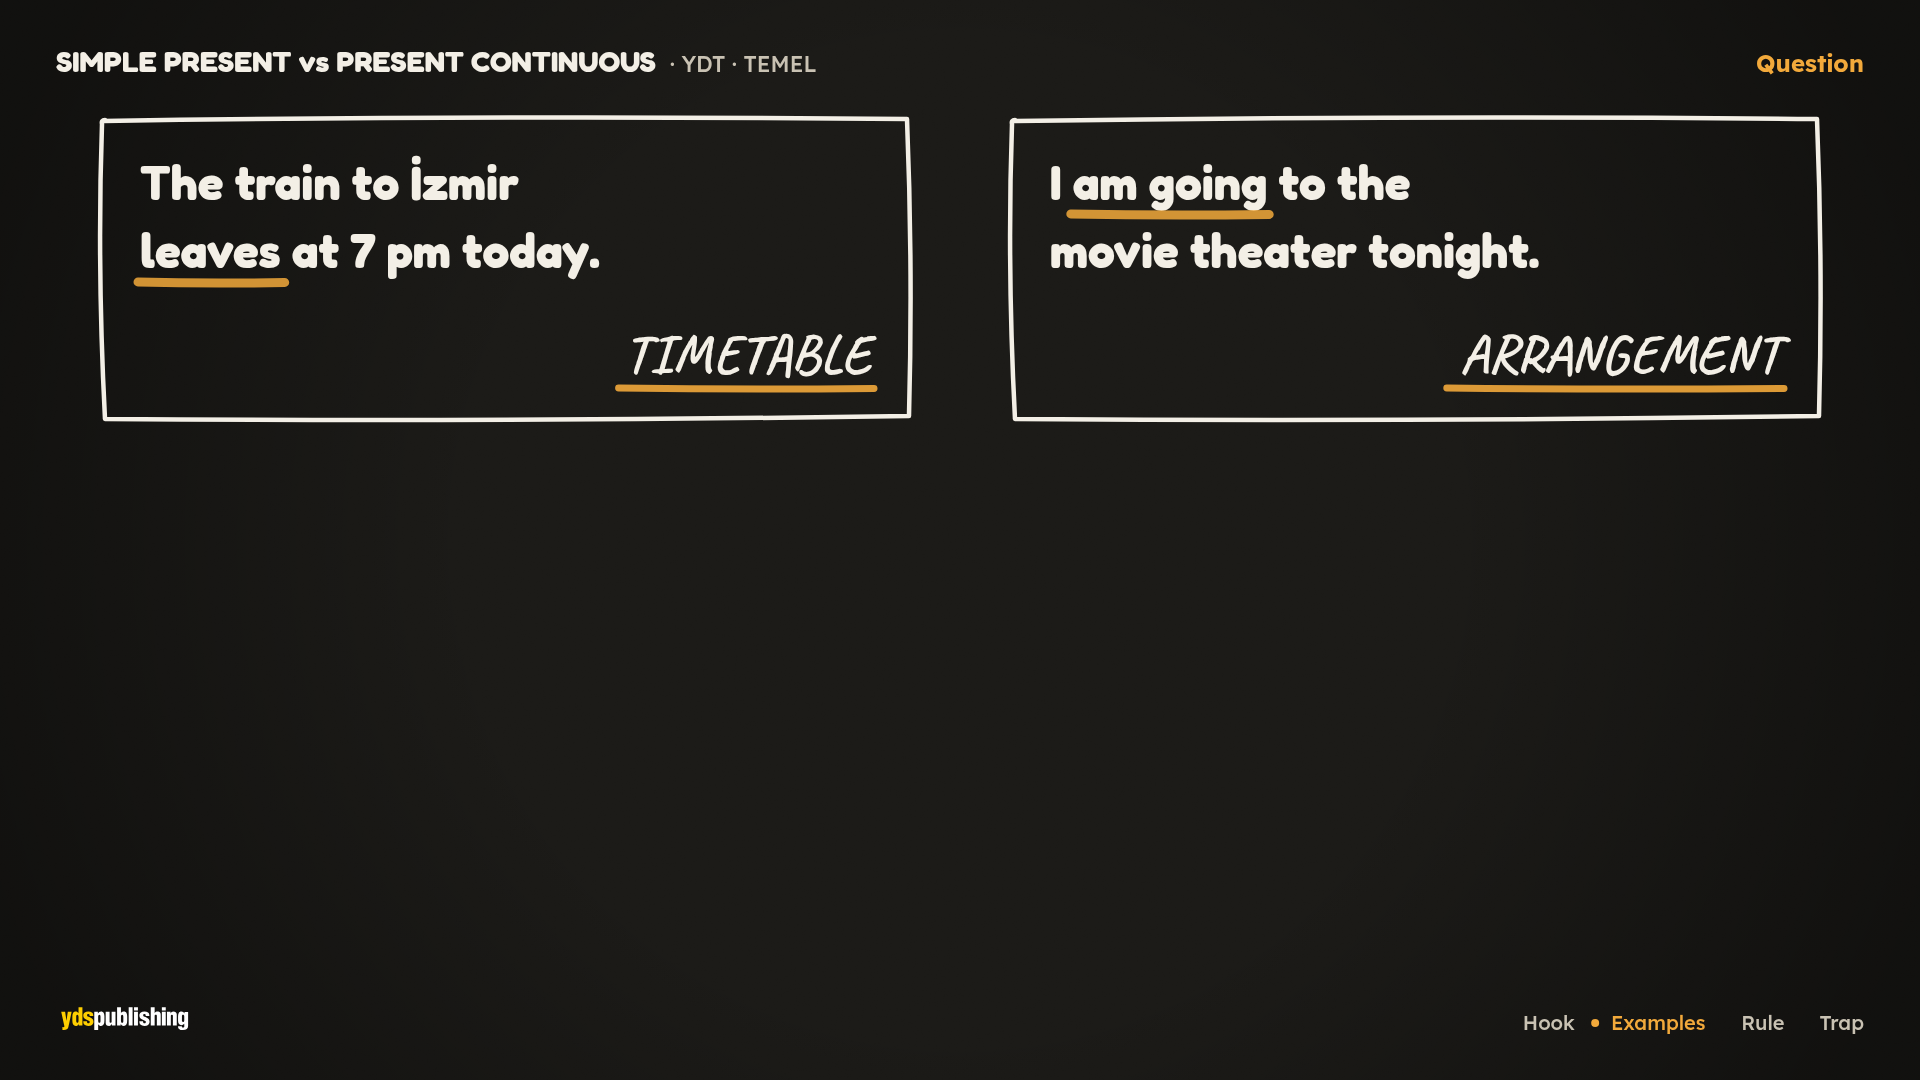 SIMPLE PRESENT vs PRESENT CONTINUOUS · YDT · TEMEL
Question
The train to İzmir
leaves at 7 pm today.
TIMETABLE
I am going to the
movie theater tonight.
ARRANGEMENT
ydspublishing
Hook • Examples Rule Trap